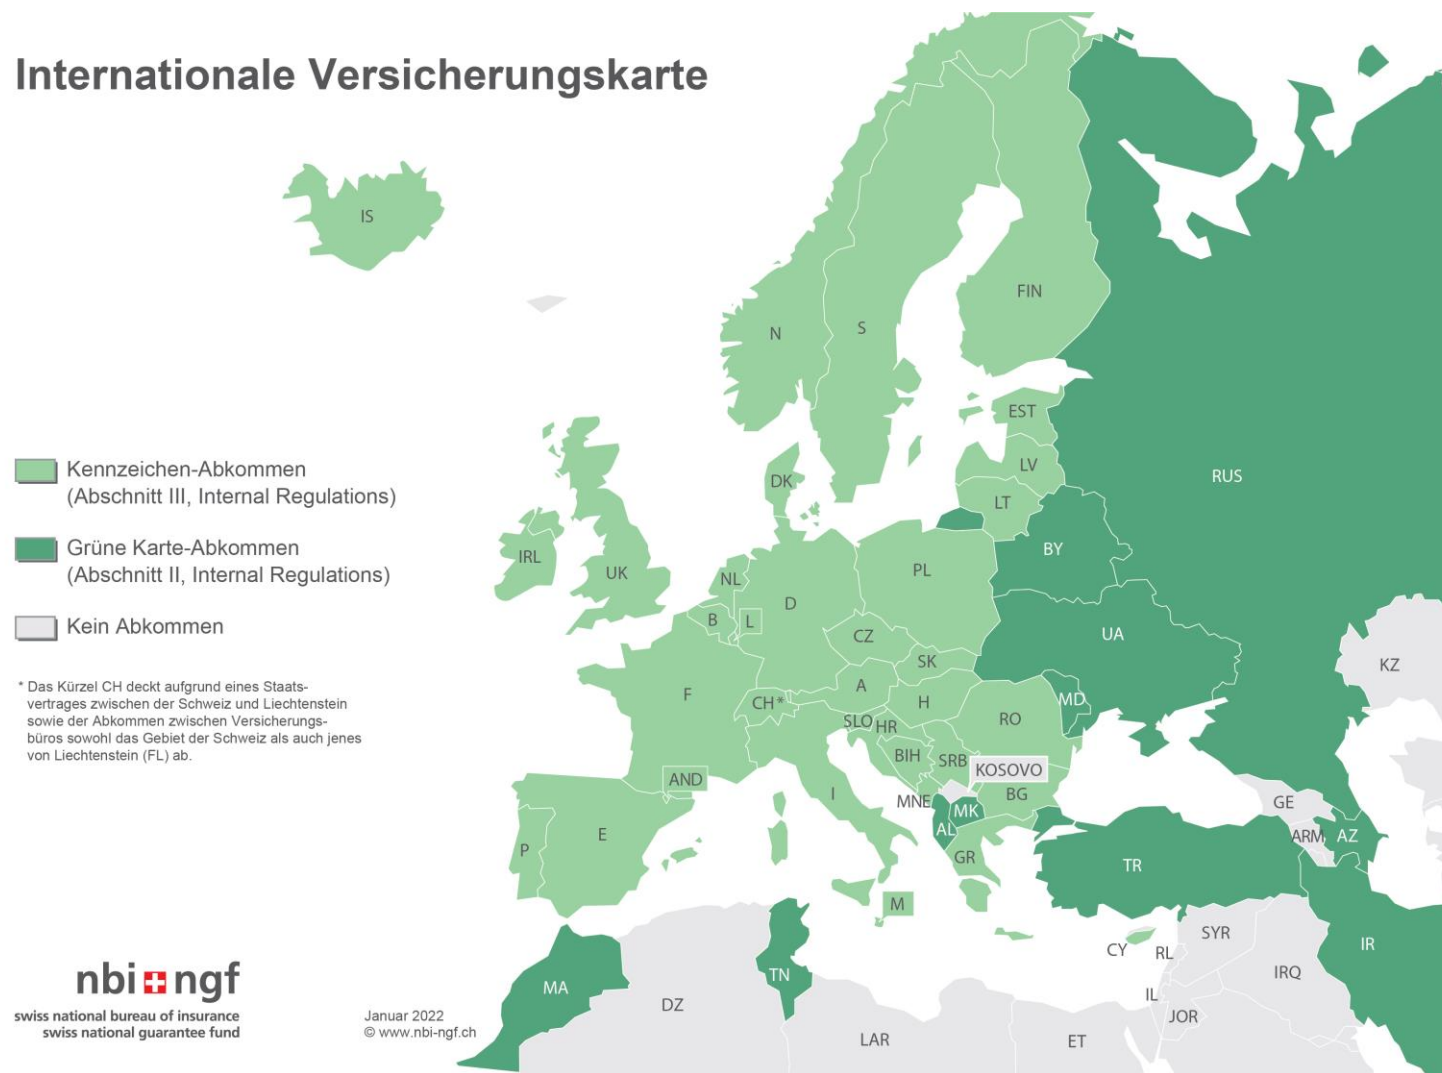 Internationale Versicherungskarte
IS
N
S
FIN
EST
LV
LT
DK
RUS
Kennzeichen-Abkommen
(Abschnitt III, Internal Regulations)
Grüne Karte-Abkommen
(Abschnitt II, Internal Regulations)
Kein Abkommen
* Das Kürzel CH deckt aufgrund eines Staats-
vertrages zwischen der Schweiz und Liechtenstein
sowie der Abkommen zwischen Versicherungs-
büros sowohl das Gebiet der Schweiz als auch jenes
von Liechtenstein (FL) ab.
IRL
UK
NL
B
L
D
PL
BY
UA
CZ
SK
KZ
F
CH*
A
H
MD
SLO
HR
RO
BIH
SRB
KOSOVO
AND
I
MNE
MK
BG
AL
GR
GE
ARM
AZ
P
E
TR
M
CY
RL
SYR
IR
IRQ
IL
JOR
MA
DZ
TN
LAR
ET
nbi ngf
swiss national bureau of insurance
swiss national guarantee fund
Januar 2022
© www.nbi-ngf.ch